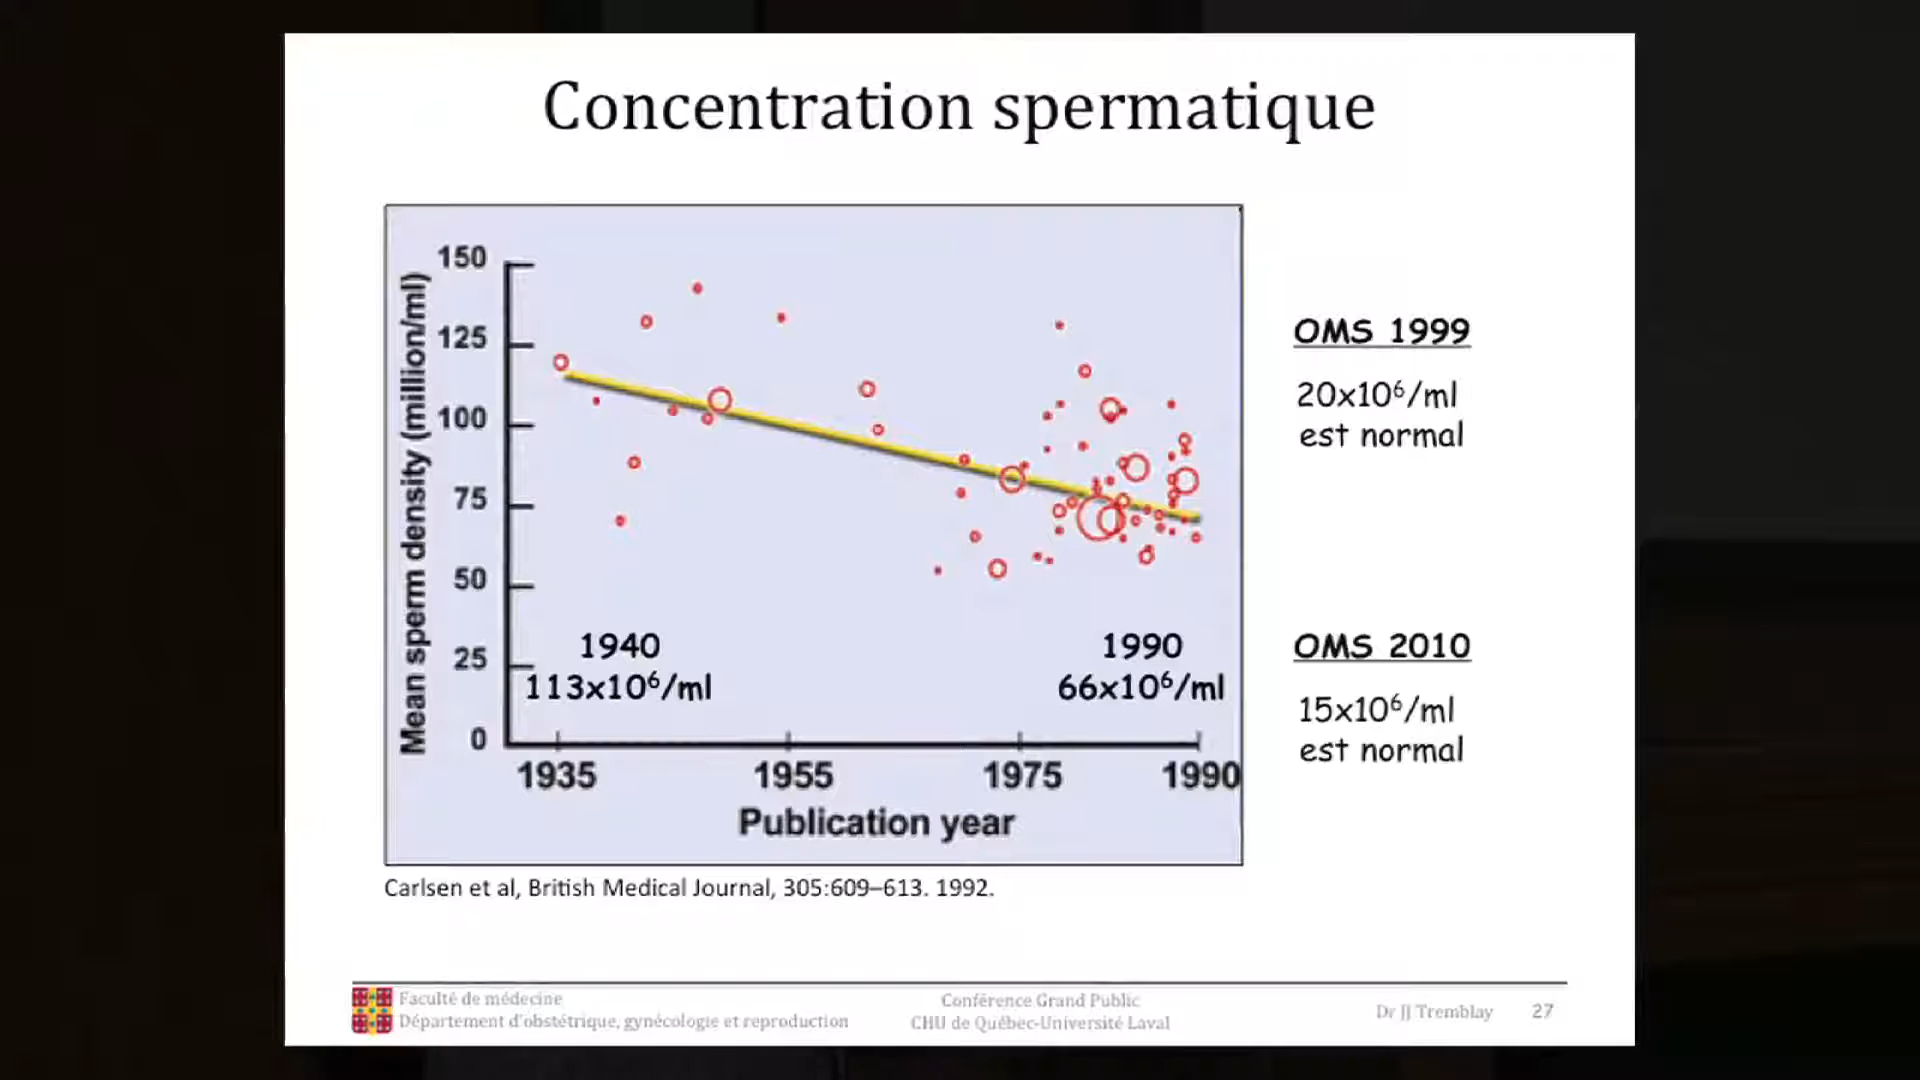 Concentration spermatique
Mean sperm density (million/ml)
150
125
100
75
50
25
0
1940
113x10⁶/ml
1990
66x10⁶/ml
1935
1955
1975
1990
Publication year
OMS 1999
20x10⁶/ml
est normal
OMS 2010
15x10⁶/ml
est normal
Carlsen et al, British Medical Journal, 305:609–613. 1992.
Faculté de médecine
Département d'obstétrique, gynécologie et reproduction
Conférence Grand Public
CHU de Québec-Université Laval
Dr JJ Tremblay
27